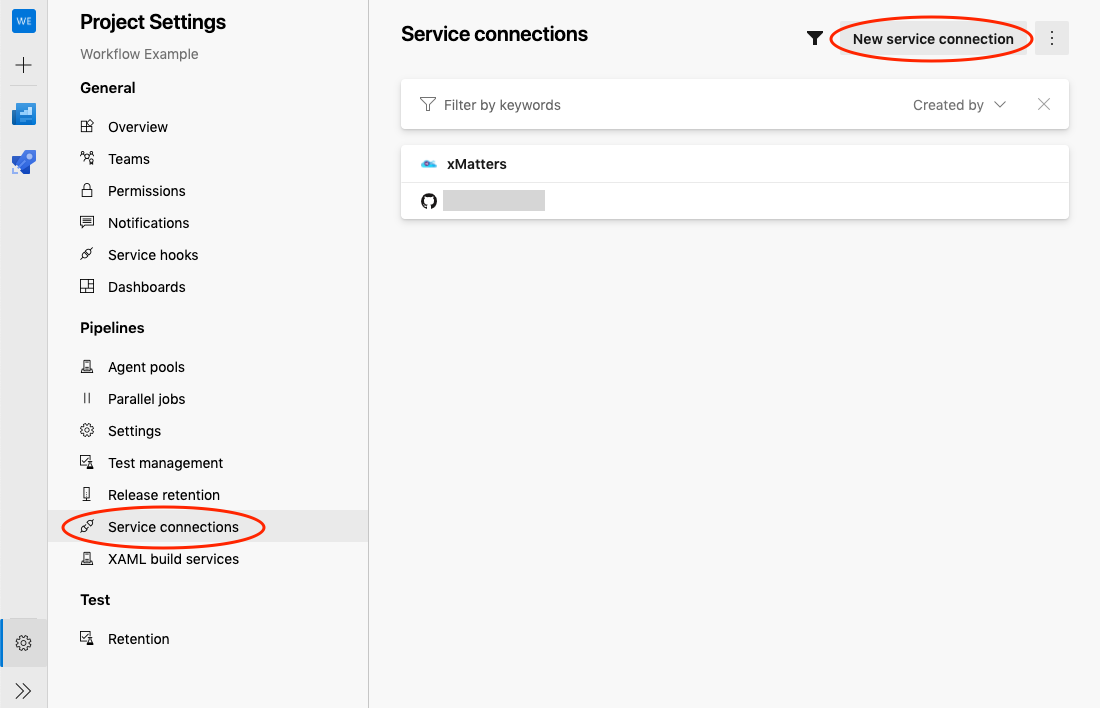 WE
Project Settings
Workflow Example
General
Overview
Teams
Permissions
Notifications
Service hooks
Dashboards
Pipelines
Agent pools
Parallel jobs
Settings
Test management
Release retention
Service connections
XAML build services
Test
Retention
Service connections
New service connection
Filter by keywords
Created by
xMatters